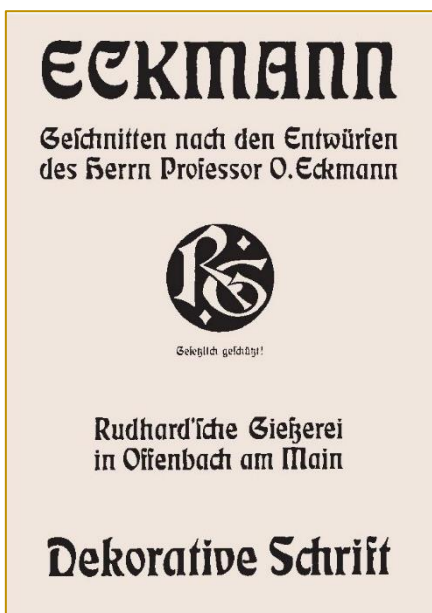 ECKMANN
Geſchnitten nach den Entwürfen
des Herrn Profeſſor O. Eckmann
RG
Geſetzlich geſchützt!
Rudhard'ſche Gießerei
in Offenbach am Main
Dekorative Schrift